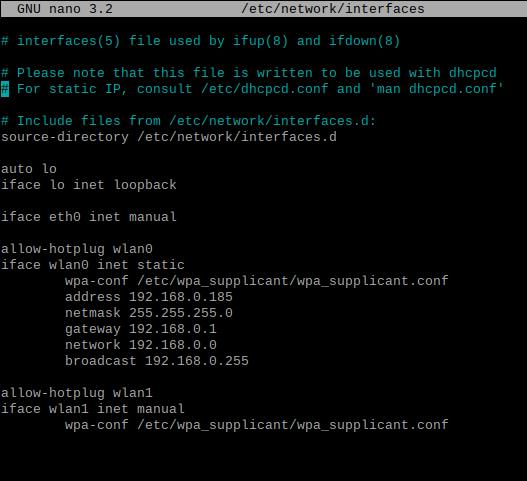 GNU nano 3.2 /etc/network/interfaces
# interfaces(5) file used by ifup(8) and ifdown(8)
# Please note that this file is written to be used with dhcpcd
# For static IP, consult /etc/dhcpcd.conf and 'man dhcpcd.conf'
# Include files from /etc/network/interfaces.d:
source-directory /etc/network/interfaces.d
auto lo
iface lo inet loopback
iface eth0 inet manual
allow-hotplug wlan0
iface wlan0 inet static
wpa-conf /etc/wpa_supplicant/wpa_supplicant.conf
address 192.168.0.185
netmask 255.255.255.0
gateway 192.168.0.1
network 192.168.0.0
broadcast 192.168.0.255
allow-hotplug wlan1
iface wlan1 inet manual
wpa-conf /etc/wpa_supplicant/wpa_supplicant.conf